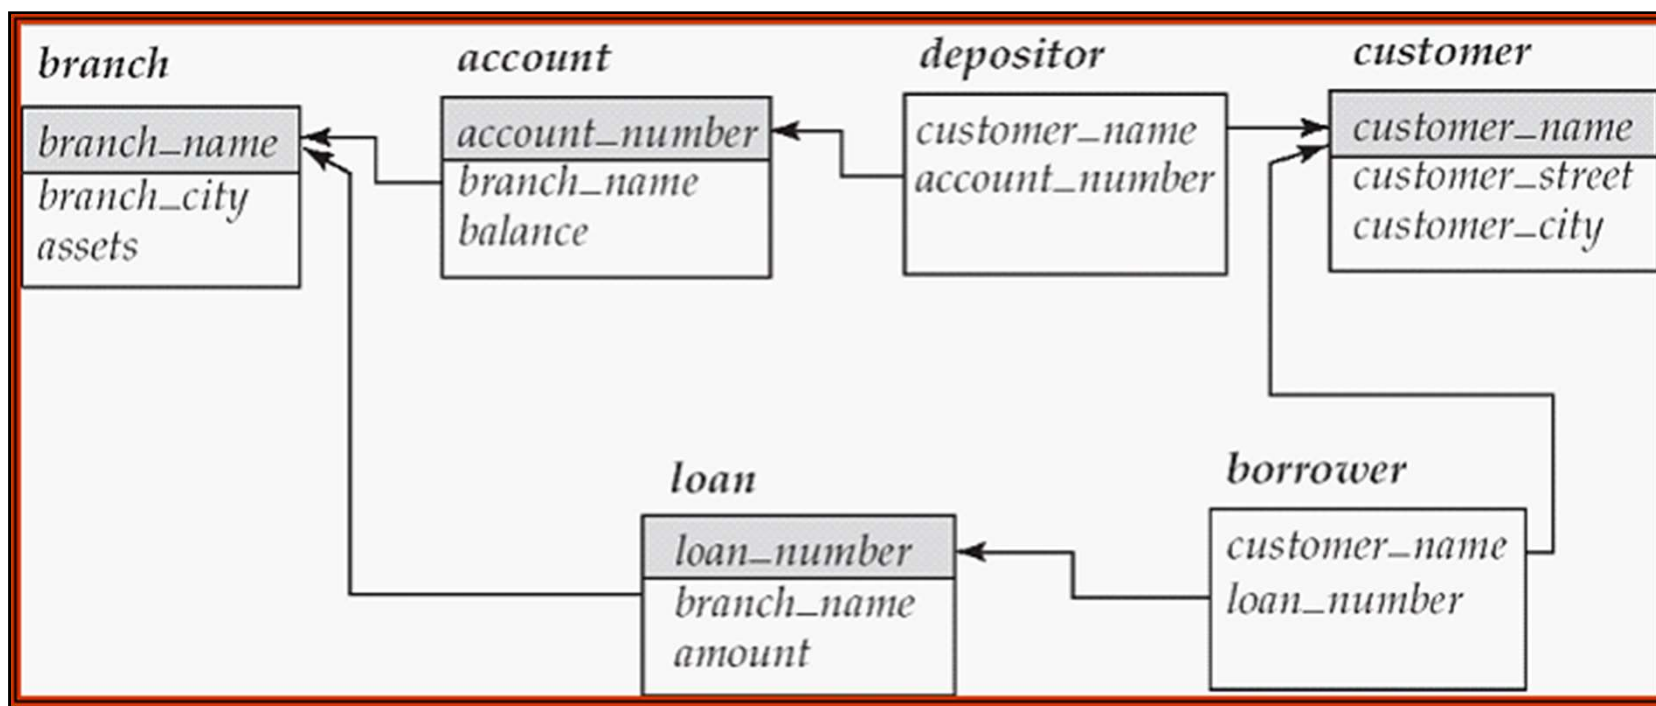 branch
branch_name
branch_city
assets
account
account_number
branch_name
balance
depositor
customer_name
account_number
customer
customer_name
customer_street
customer_city
loan
loan_number
branch_name
amount
borrower
customer_name
loan_number